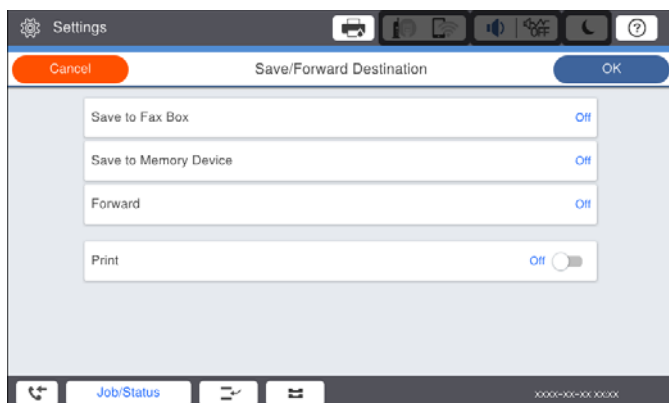 Settings
OFF
?
Cancel
Save/Forward Destination
OK
Save to Fax Box
Off
Save to Memory Device
Off
Forward
Off
Print
Off
Job/Status
xxxx-xx-xx xx:xx